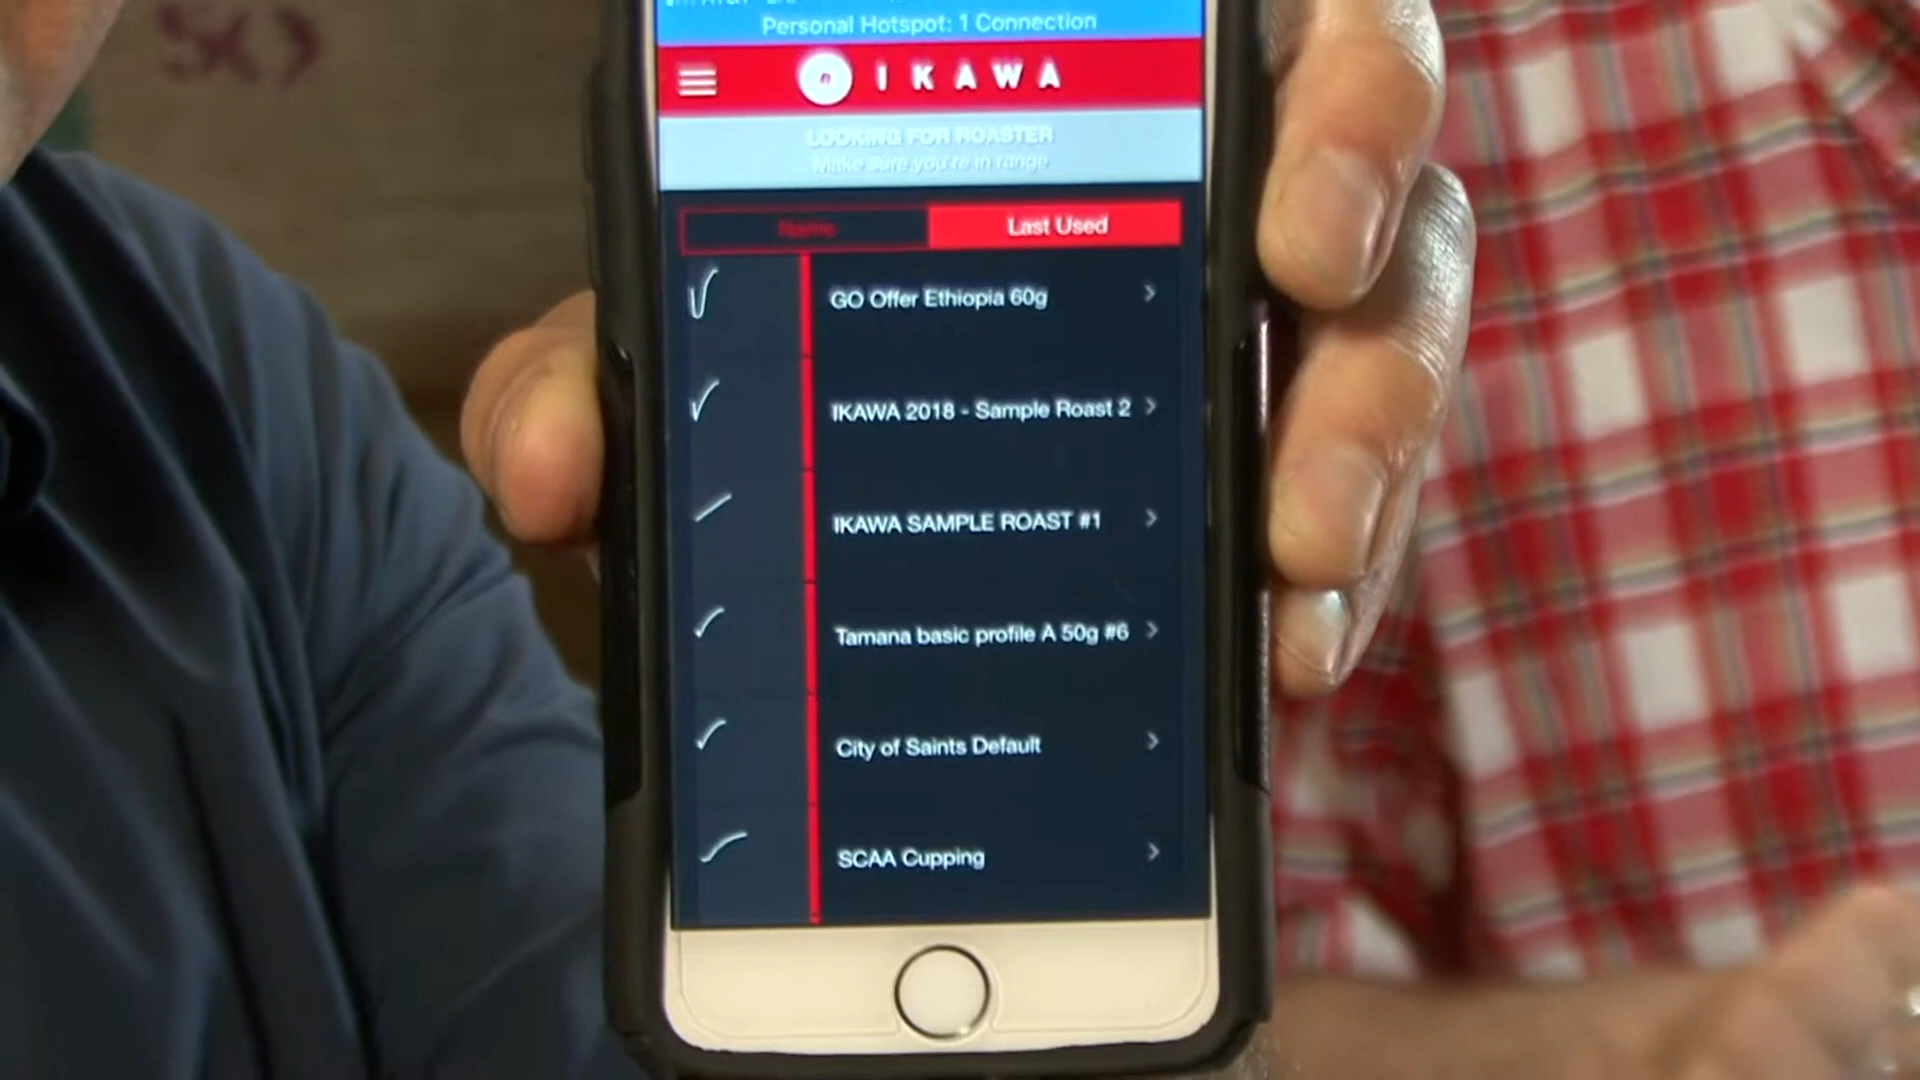 Personal Hotspot: 1 Connection
IKAWA
LOOKING FOR ROASTER
Make sure you're in range
Name
Last Used
GO Offer Ethiopia 60g
IKAWA 2018 - Sample Roast 2
IKAWA SAMPLE ROAST #1
Tamana basic profile A 50g #6
City of Saints Default
SCAA Cupping